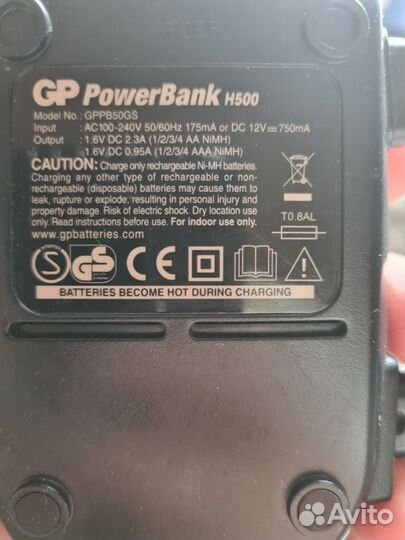 GP PowerBank H500
Model No.: GPPB50GS
Input : AC100-240V 50/60Hz 175mA or DC 12V⎓750mA
Output : 1.6V DC 2.3A (1/2/3/4 AA NiMH)
: 1.6V DC 0.95A (1/2/3/4 AAA NiMH)
CAUTION: Charge only rechargeable Ni-MH batteries.
Charging any other type of rechargeable or non-
rechargeable (disposable) batteries may cause them to
leak, rupture or explode, resulting in personal injury and
property damage. Risk of electric shock. Dry location use
only. Read instructions before use. For indoor use only.
www.gpbatteries.com
T0.8AL
S GS CE
BATTERIES BECOME HOT DURING CHARGING
Avito